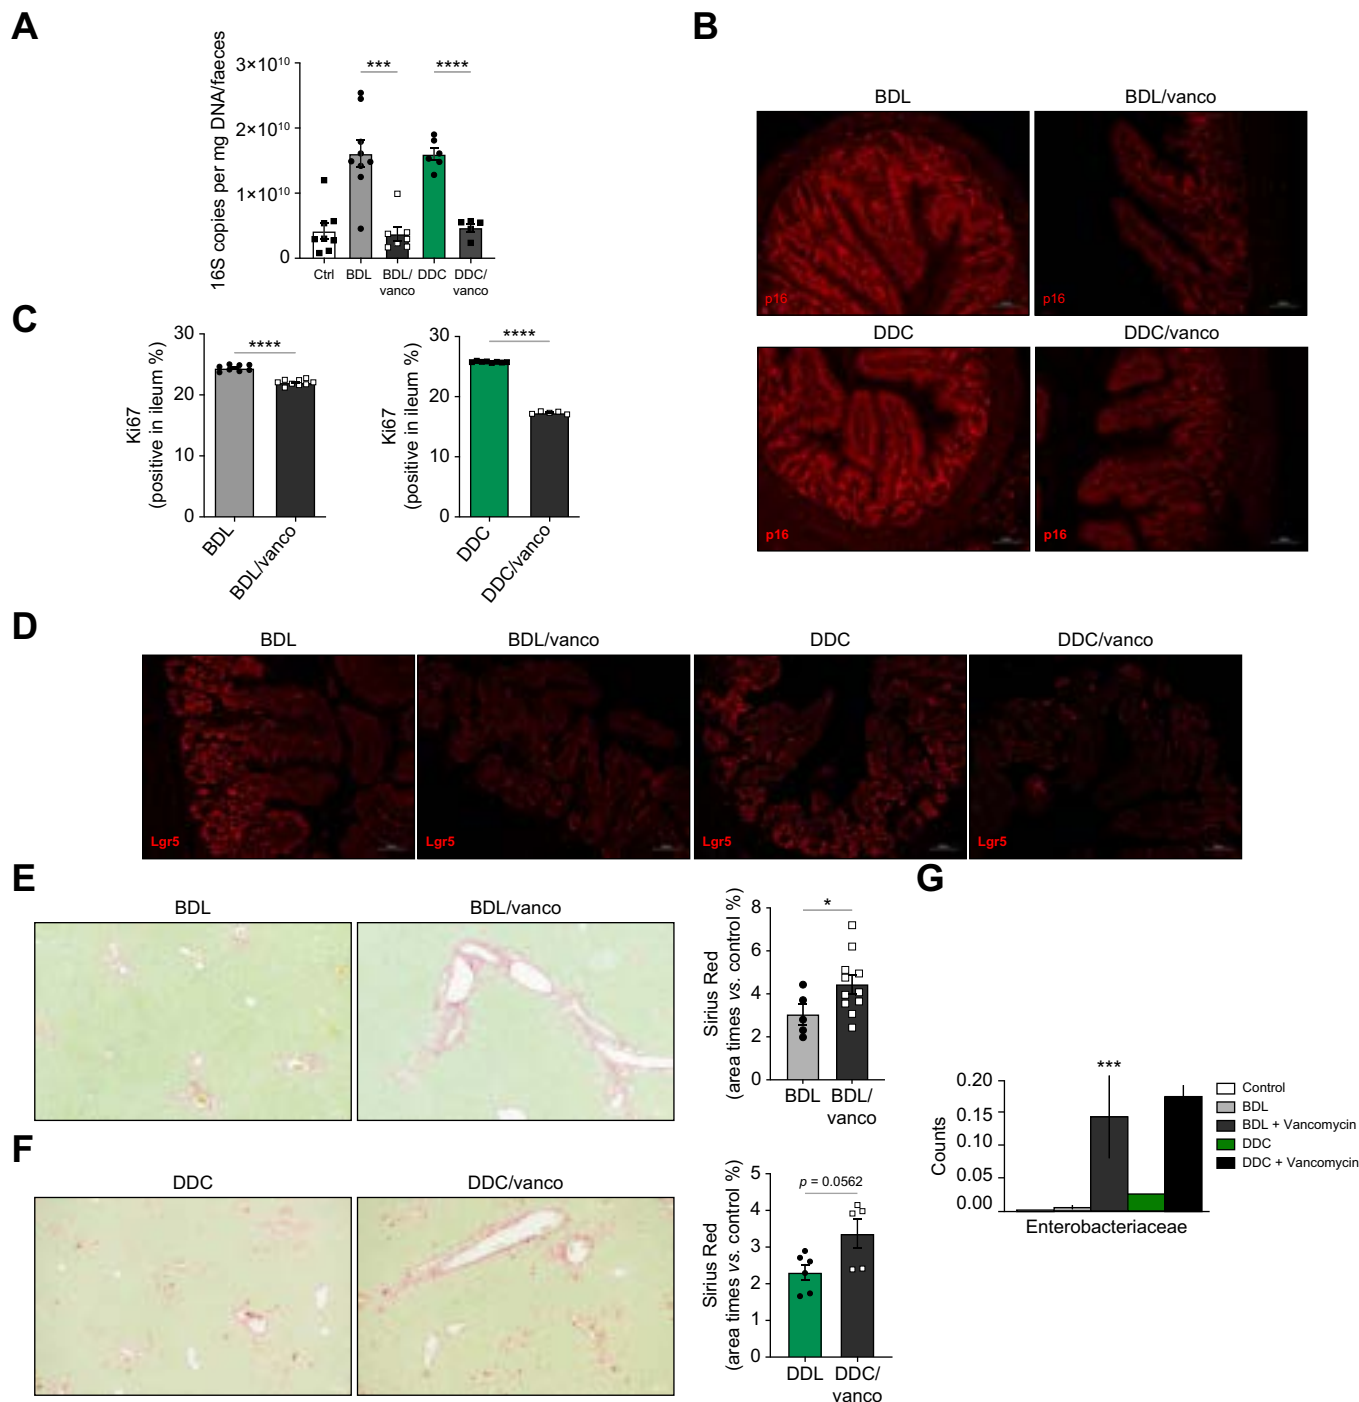 A
16S copies per mg DNA/faeces
3×10¹⁰
2×10¹⁰
1×10¹⁰
0
***
****
Ctrl
BDL
BDL/
vanco
DDC
DDC/
vanco
B
BDL
BDL/vanco
p16
p16
DDC
DDC/vanco
p16
p16
C
Ki67
(positive in ileum %)
30
20
10
0
****
BDL
BDL/vanco
Ki67
(positive in ileum %)
30
20
10
0
****
DDC
DDC/vanco
D
BDL
BDL/vanco
DDC
DDC/vanco
Lgr5
Lgr5
Lgr5
Lgr5
E
BDL
BDL/vanco
Sirius Red
(area times vs. control %)
8
6
4
2
0
*
BDL
BDL/
vanco
F
DDC
DDC/vanco
Sirius Red
(area times vs. control %)
5
4
3
2
1
0
p = 0.0562
DDL
DDC/
vanco
G
Counts
0.20
0.15
0.10
0.05
0.00
***
Enterobacteriaceae
Control
BDL
BDL + Vancomycin
DDC
DDC + Vancomycin